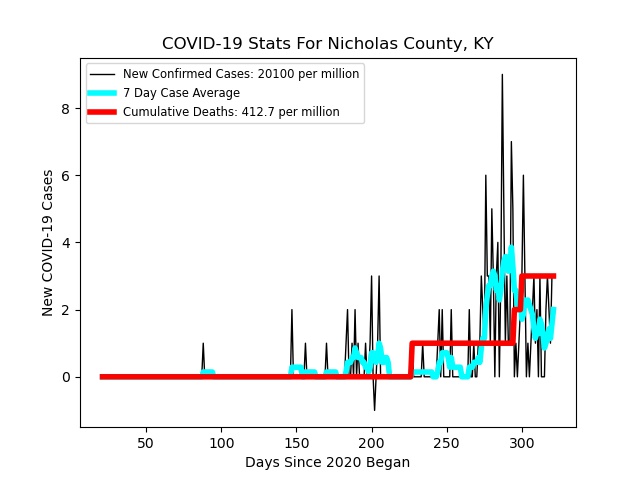 COVID-19 Stats For Nicholas County, KY
New Confirmed Cases: 20100 per million
7 Day Case Average
Cumulative Deaths: 412.7 per million
New COVID-19 Cases
8
6
4
2
0
50 100 150 200 250 300
Days Since 2020 Began